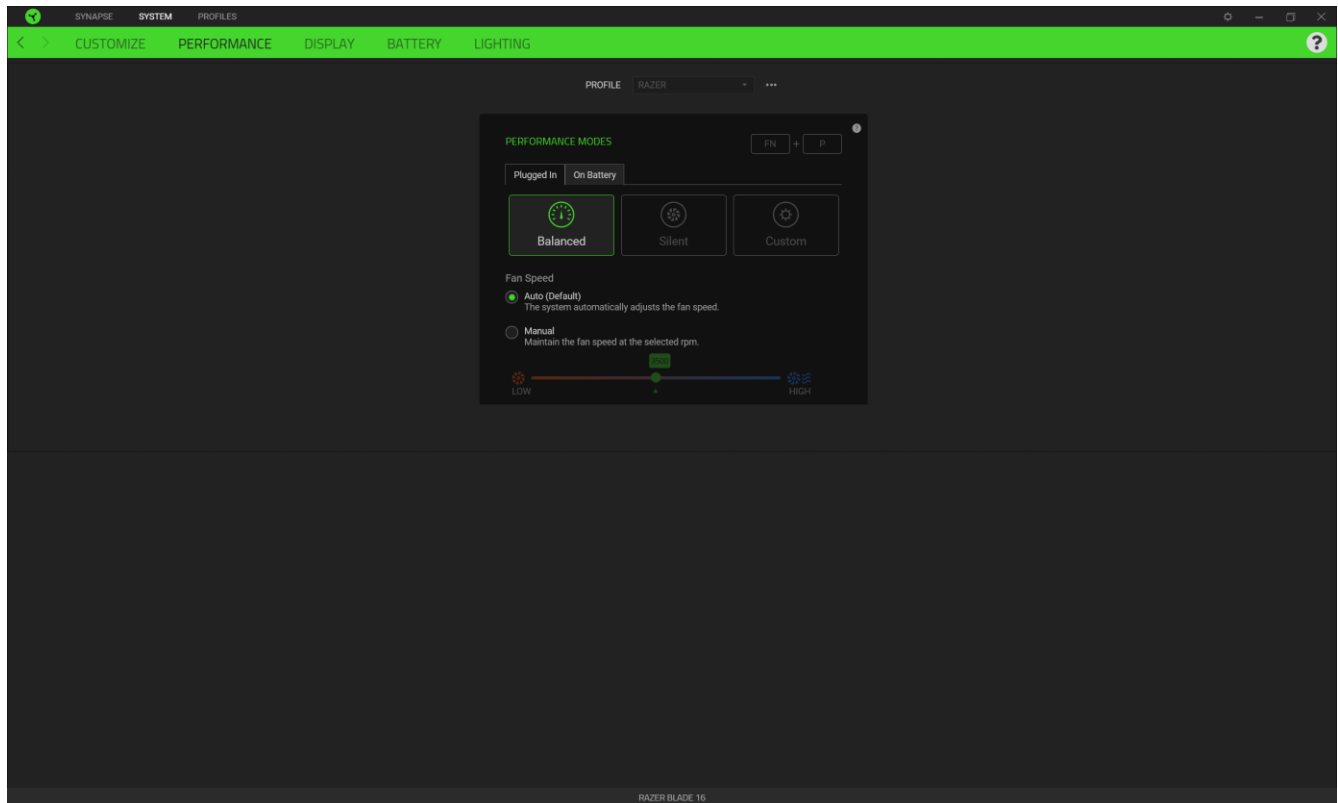 SYNAPSE SYSTEM PROFILES
CUSTOMIZE PERFORMANCE DISPLAY BATTERY LIGHTING ?
PROFILE RAZER
PERFORMANCE MODES FN + P ?
Plugged In On Battery
Balanced Silent Custom
Fan Speed
Auto (Default)
The system automatically adjusts the fan speed.
Manual
Maintain the fan speed at the selected rpm.
3500
LOW HIGH
RAZER BLADE 16